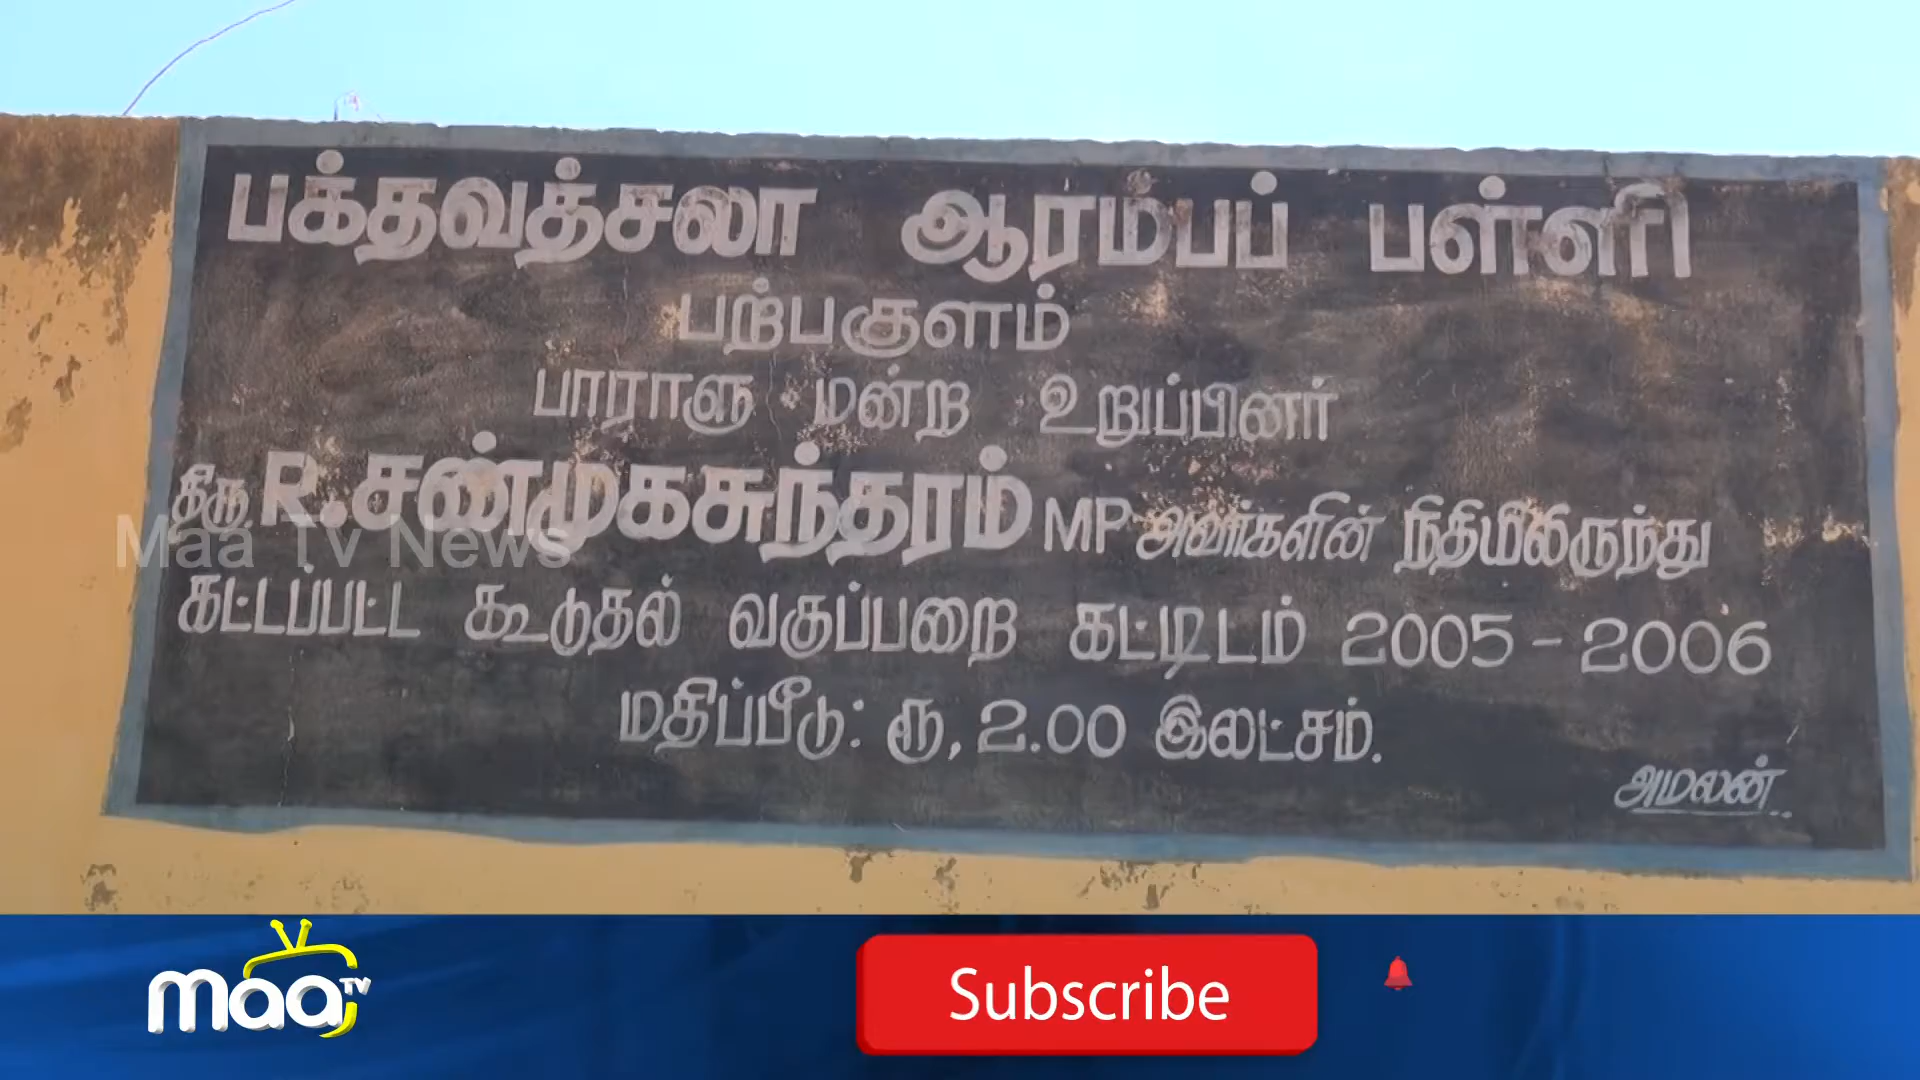 பக்தவத்சலா ஆரம்பப் பள்ளி
பற்பகுளம்
பாராளு மன்ற உறுப்பினர்
திரு R.சண்முகசுந்தரம் MP அவர்களின் நிதியிலிருந்து
கட்டப்பட்ட கூடுதல் வகுப்பறை கட்டிடம் 2005-2006
மதிப்பீடு: ரூ, 2.00 இலட்சம்.
அமலன்..
Maa Tv News
maa TV
Subscribe